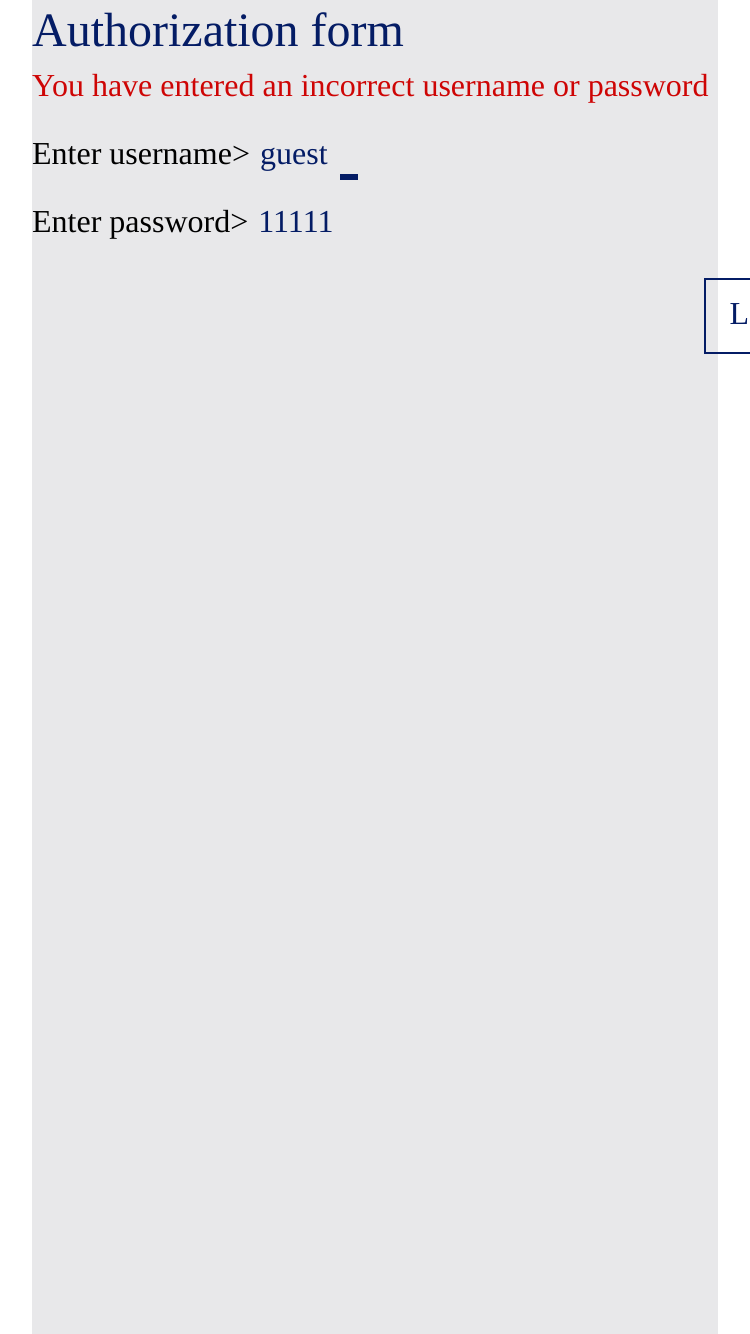 Authorization form
You have entered an incorrect username or password
Enter username> guest _
Enter password> 11111
L